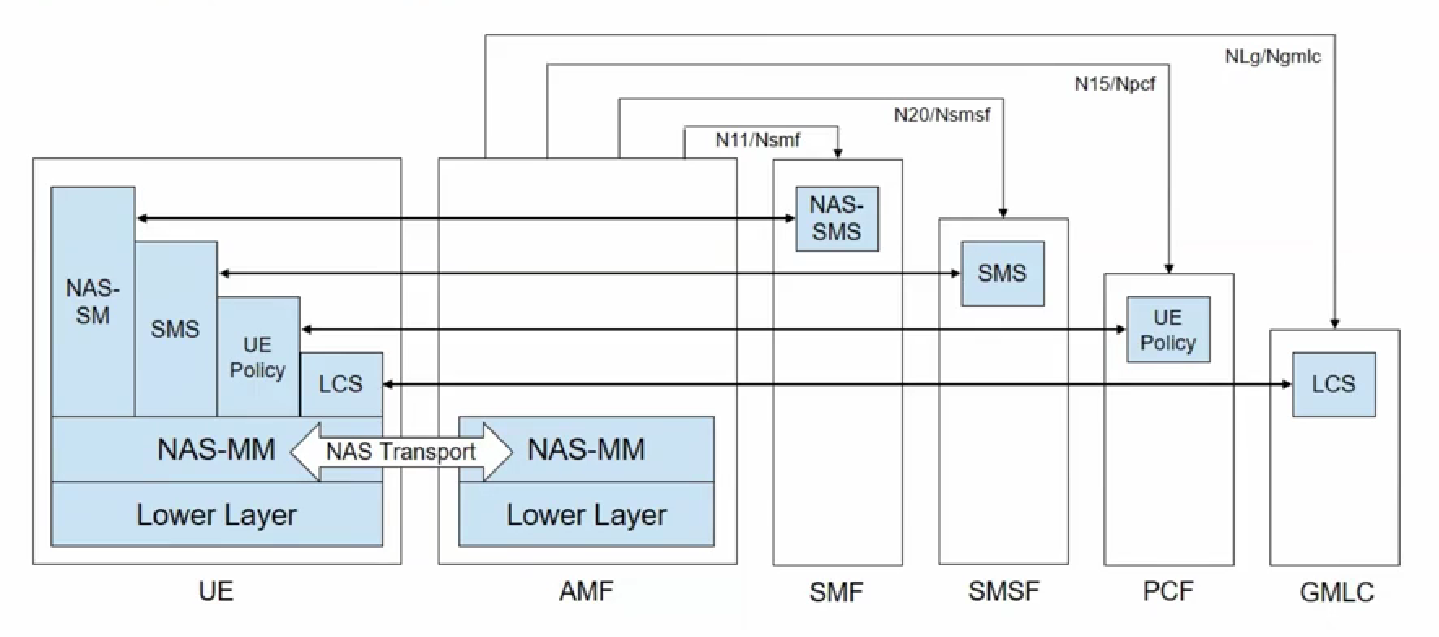 NLg/Ngmlc
N15/Npcf
N20/Nsmsf
N11/Nsmf
NAS-
SM
SMS
UE
Policy
LCS
NAS-MM
NAS Transport
NAS-MM
Lower Layer
Lower Layer
NAS-
SMS
SMS
UE
Policy
LCS
UE
AMF
SMF
SMSF
PCF
GMLC